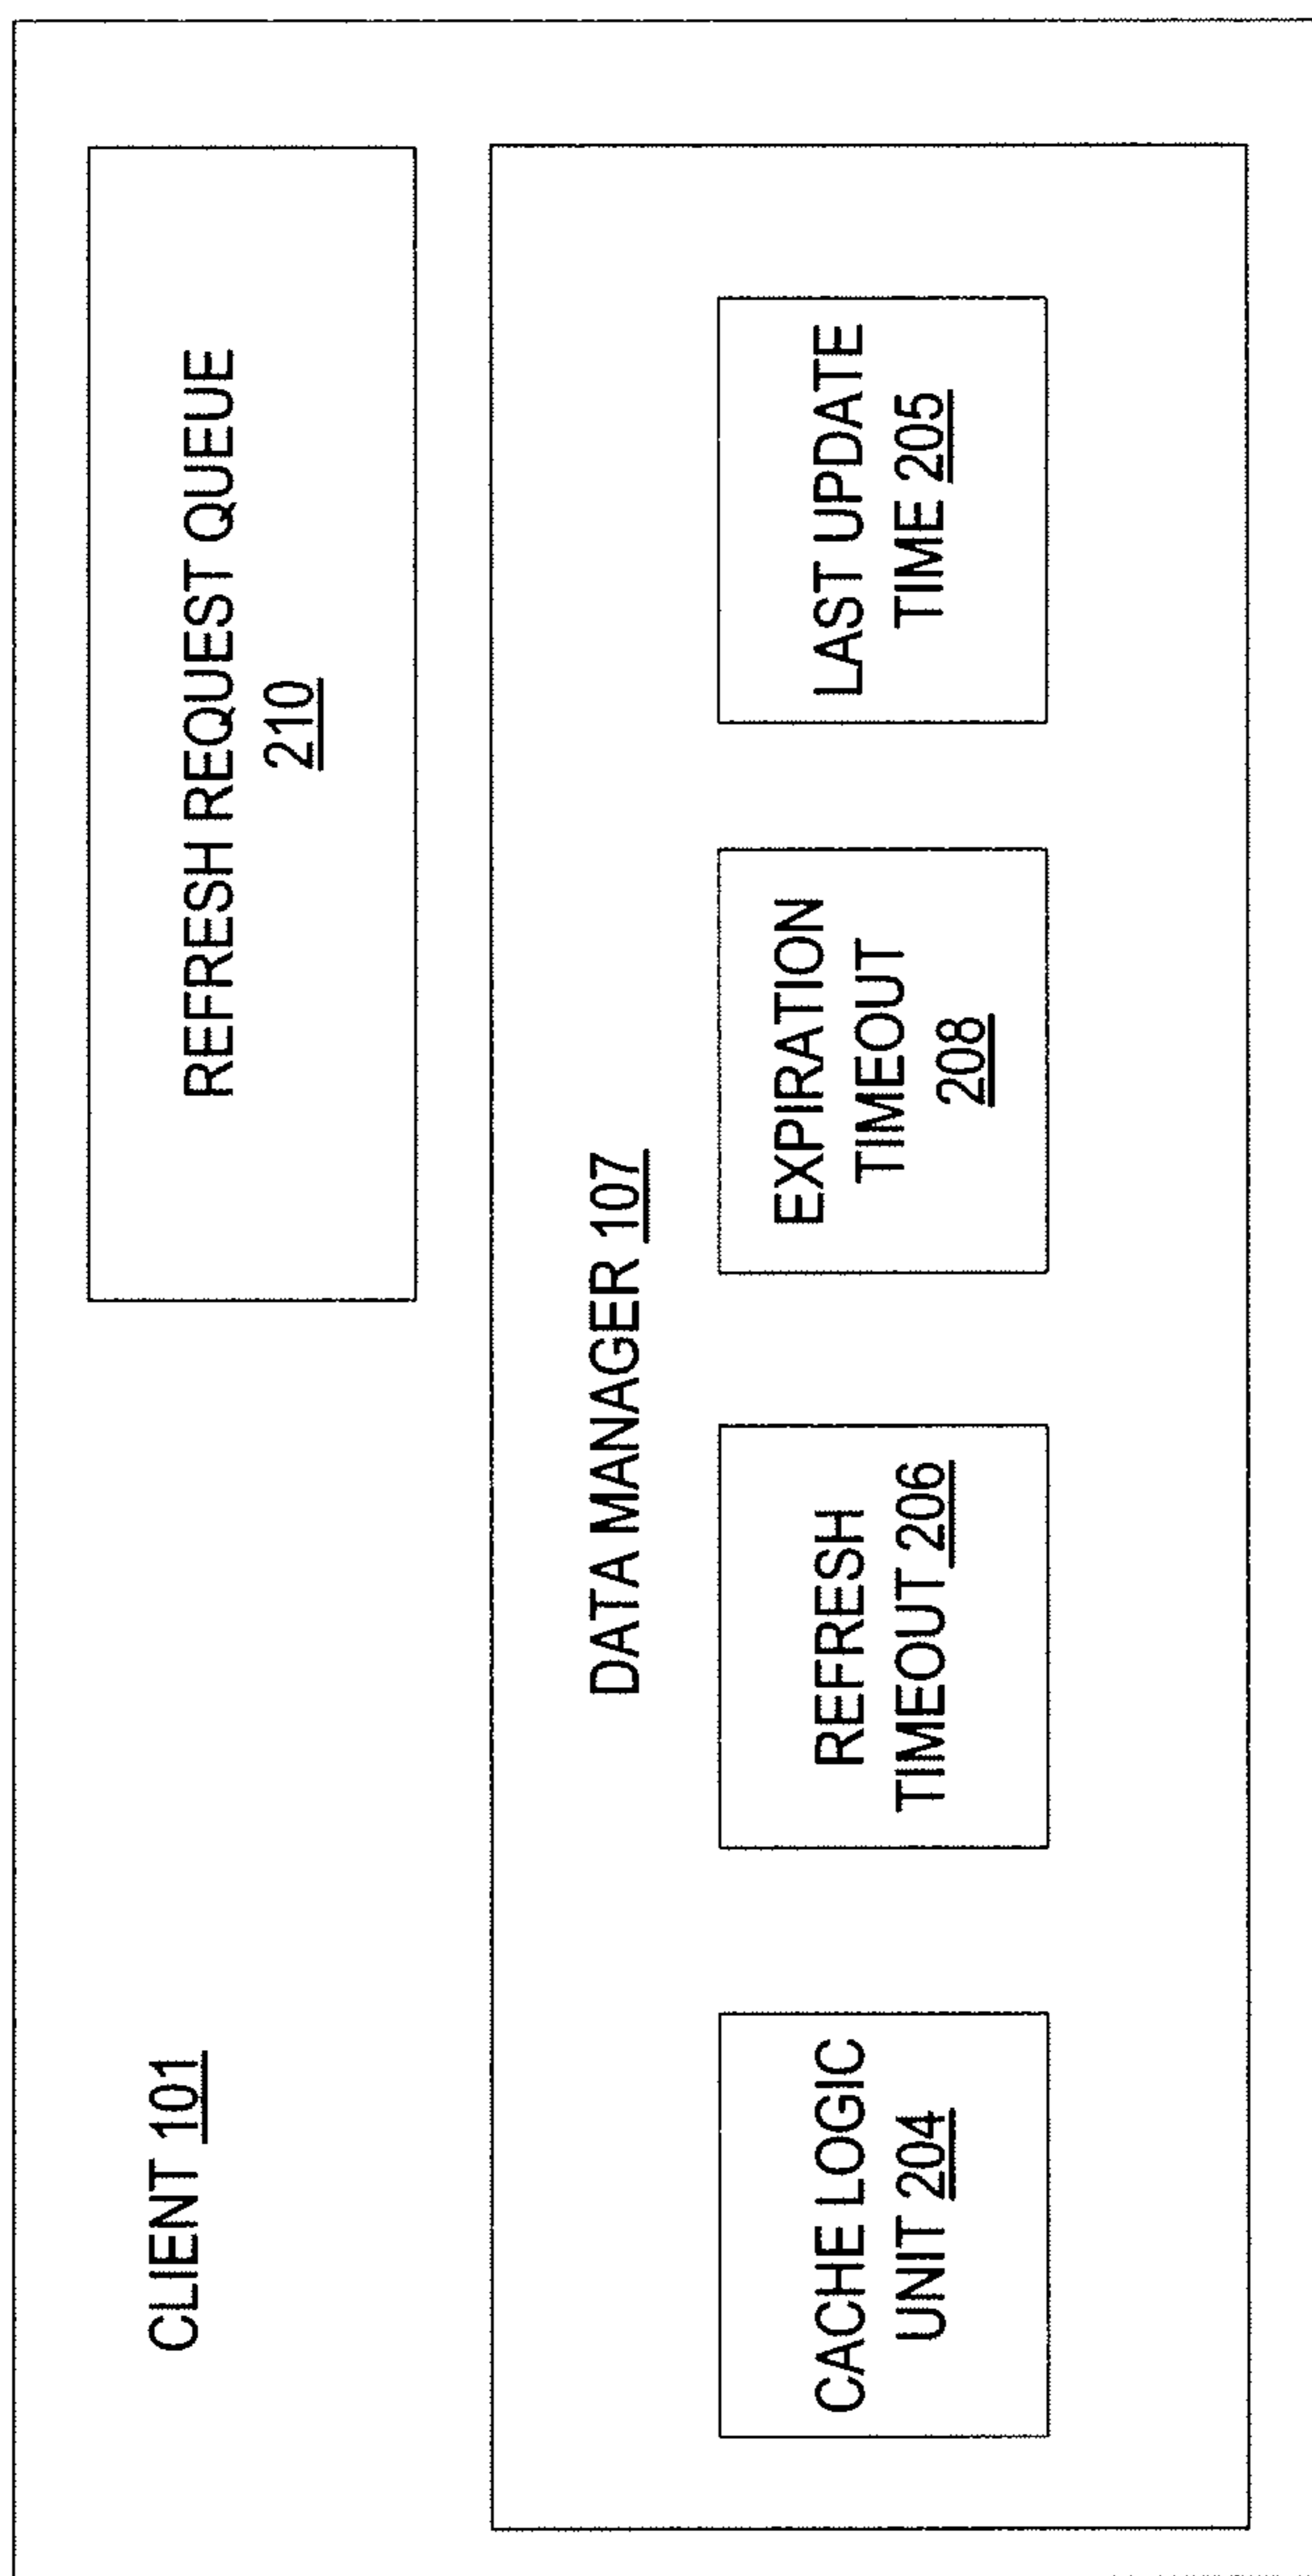 CLIENT 101
REFRESH REQUEST QUEUE
210
DATA MANAGER 107
CACHE LOGIC
UNIT 204
REFRESH
TIMEOUT 206
EXPIRATION
TIMEOUT
208
LAST UPDATE
TIME 205